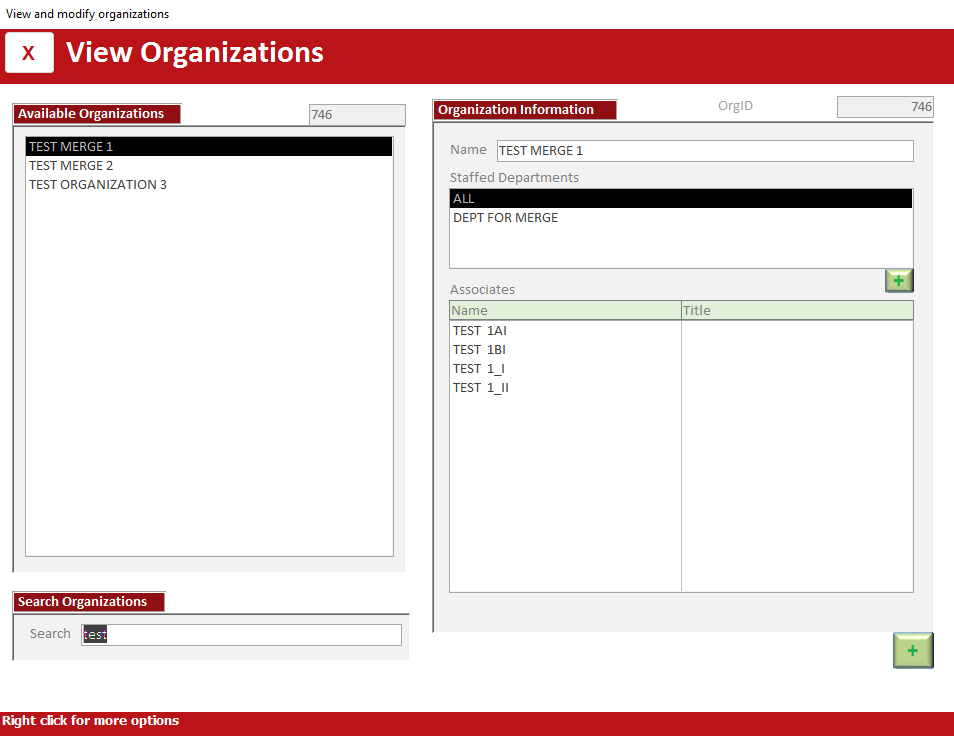 View and modify organizations
X View Organizations
Available Organizations
746
TEST MERGE 1
TEST MERGE 2
TEST ORGANIZATION 3
Search Organizations
Search test
Organization Information
OrgID 746
Name TEST MERGE 1
Staffed Departments
ALL
DEPT FOR MERGE
+
Associates
Name Title
TEST 1AI
TEST 1BI
TEST 1_I
TEST 1_II
+
Right click for more options